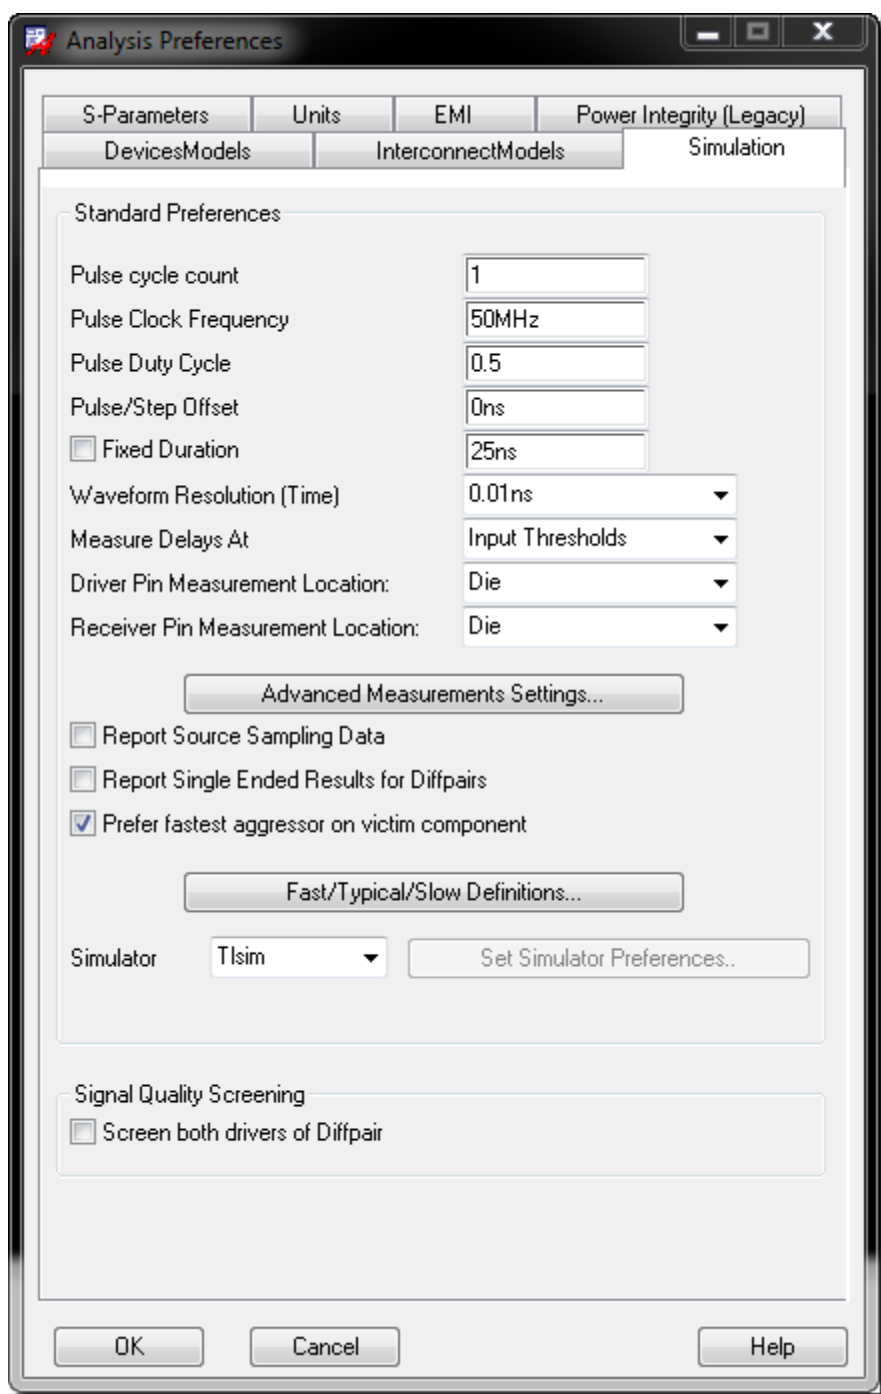 Analysis Preferences
S-Parameters Units EMI Power Integrity (Legacy)
DevicesModels InterconnectModels Simulation
Standard Preferences
Pulse cycle count 1
Pulse Clock Frequency 50MHz
Pulse Duty Cycle 0.5
Pulse/Step Offset 0ns
Fixed Duration 25ns
Waveform Resolution (Time) 0.01ns
Measure Delays At Input Thresholds
Driver Pin Measurement Location: Die
Receiver Pin Measurement Location: Die
Advanced Measurements Settings...
Report Source Sampling Data
Report Single Ended Results for Diffpairs
Prefer fastest aggressor on victim component
Fast/Typical/Slow Definitions...
Simulator Tlsim Set Simulator Preferences..
Signal Quality Screening
Screen both drivers of Diffpair
OK Cancel Help